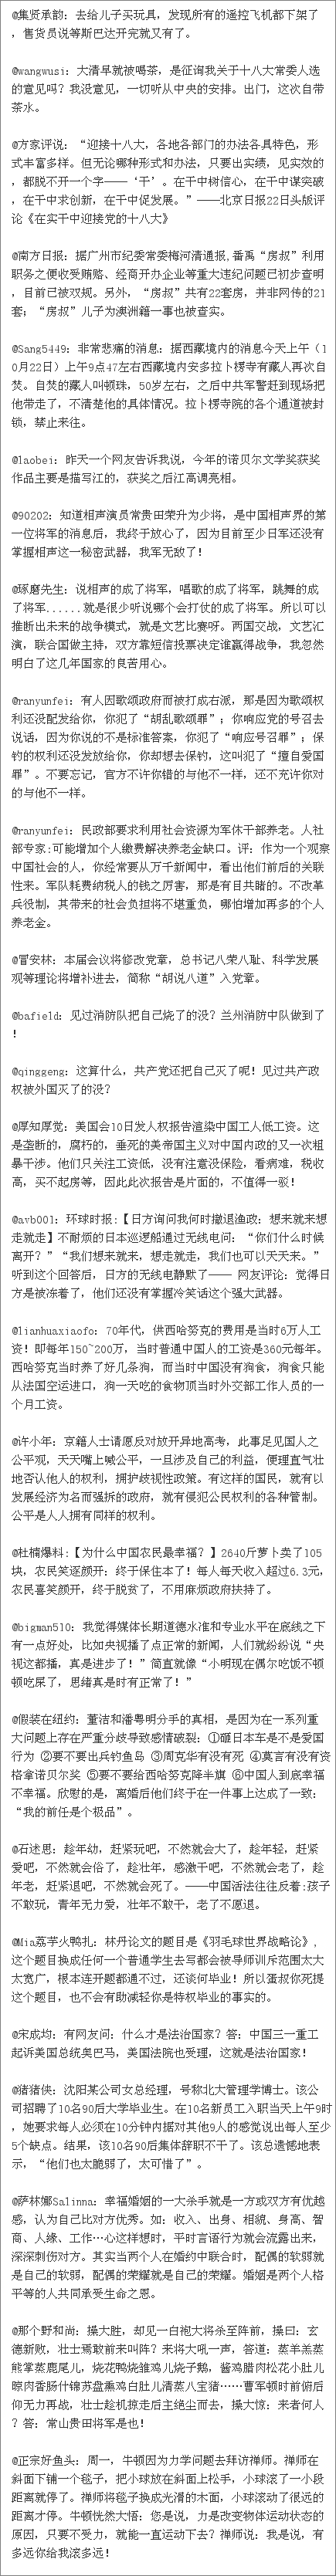 @集贤承韵: 去给儿子买玩具，发现所有的遥控飞机都下架了
，售货员说等斯巴达开完就又有了。
@wangwusi: 大清早就被喝茶，是征询我关于十八大常委人选
的意见吗？我没意见，一切听从中央的安排。出门，这次自带
茶水。
@方家评说: “迎接十八大，各地各部门的办法各具特色，形
式丰富多样。但无论哪种形式和办法，只要出实绩，见实效的
，都脱不开一个字——‘干’。在干中树信心，在干中谋突破
，在干中求创新，在干中促发展。”——北京日报22日头版评
论《在实干中迎接党的十八大》
@南方日报: 据广州市纪委常委梅河清通报,番禺“房叔”利用
职务之便收受贿赂、经商开办企业等重大违纪问题已初步查明
，目前已被双规。另外，“房叔”共有22套房，并非网传的21
套；“房叔”儿子为澳洲籍一事也被查实。
@Sang5449: 非常悲痛的消息：据西藏境内的消息今天上午（10
月22日）上午9点47左右西藏境内安多拉卜楞寺有藏人再次自
焚。自焚的藏人叫顿珠，50岁左右，之后中共军警赶到现场把
他带走了，不清楚他的具体情况。拉卜楞寺院的各个通道被封
锁，禁止来往。
@laobei: 昨天一个网友告诉我说，今年的诺贝尔文学奖获奖
作品主要是描写江的，获奖之后江高调亮相。
@90202: 知道相声演员常贵田荣升为少将，是中国相声界的第
一位将军的消息后，我终于放心了，因为目前至少日军还没有
掌握相声这一秘密武器，我军无敌了！
@琢磨先生: 说相声的成了将军，唱歌的成了将军，跳舞的成
了将军......就是很少听说哪个会打仗的成了将军。所以可以
推断出未来的战争模式，就是文艺比赛呀。两国交战，文艺汇
演，联合国做主持，双方靠短信投票决定谁赢得战争，我忽然
明白了这几年国家的良苦用心。
@ranyunfei: 有人因歌颂政府而被打成右派，那是因为歌颂权
利还没配发给你，你犯了“胡乱歌颂罪”；你响应党的号召去
说话，因为你说的不是标准答案，你犯了“响应号召罪”；保
钓的权利还没发放给你，你却想去保钓，这叫犯了“擅自爱国
罪”。不要忘记，官方不许你错的与他不一样，还不充许你对
的与他不一样。
@ranyunfei: 民政部要求利用社会资源为军休干部养老。人社
部专家:可能增加个人缴费解决养老金缺口。评：作为一个观察
中国社会的人，你经常要从万千新闻中，看出他们前后的关联
性来。军队耗费纳税人的钱之厉害，那是有目共睹的。不改革
兵役制，其带来的社会负担将不堪重负，哪怕增加再多的个人
养老金。
@冒安林: 本届会议将修改党章，总书记八荣八耻、科学发展
观等理论将增补进去，简称“胡说八道”入党章。
@bafield: 见过消防队把自己烧了的没？兰州消防中队做到了
！
@qinggeng: 这算什么，共产党还把自己灭了呢！见过共产政
权被外国灭了的没？
@厚知厚觉: 美国会10日发人权报告渲染中国工人低工资。这
是垄断的，腐朽的，垂死的美帝国主义对中国内政的又一次粗
暴干涉。他们只关注工资低，没有注意没保险，看病难，税收
高，买不起房等，因此此次报告是片面的，不值得一驳！
@avb001: 环球时报:【日方询问我何时撤退渔政：想来就来想
走就走】不耐烦的日本巡逻船通过无线电问：“你们什么时候
离开？”“我们想来就来，想走就走，我们也可以天天来。”
听到这个回答后，日方的无线电静默了—— 网友评论：觉得日
方是被冻着了，他们还没有掌握冷笑话这个强大武器。
@lianhuaxiaofo: 70年代，供西哈努克的费用是当时6万人工
资！即每年150~200万，当时普通中国人的工资是360元每年。
西哈努克当时养了好几条狗，而当时中国没有狗食，狗食只能
从法国空运进口，狗一天吃的食物顶当时外交部工作人员的一
个月工资。
@许小年: 京籍人士请愿反对放开异地高考，此事足见国人之
公平观，天天嘴上喊公平，一旦涉及自己的利益，便理直气壮
地否认他人的权利，拥护歧视性政策。有这样的国民，就有以
发展经济为名而强拆的政府，就有侵犯公民权利的各种管制。
公平是人人拥有同样的权利。
@杜楠爆料:【为什么中国农民最幸福？】2640斤萝卜卖了105
块，农民笑逐颜开：终于保住本了！每人每天收入超过6.3元，
农民喜笑颜开，终于脱贫了，不用麻烦政府扶持了。
@bigman510: 我觉得媒体长期道德水准和专业水平在底线之下
有一点好处，比如央视播了点正常的新闻，人们就纷纷说“央
视这都播，真是进步了！”简直就像“小明现在偶尔吃饭不顿
顿吃屎了，思绪真是时有正常了！”
@假装在纽约: 董洁和潘粤明分手的真相，是因为在一系列重
大问题上存在严重分歧导致感情破裂：①砸日本车是不是爱国
行为 ②要不要出兵钓鱼岛 ③周克华有没有死 ④莫言有没有资
格拿诺贝尔奖 ⑤要不要给西哈努克降半旗 ⑥中国人到底幸福
不幸福。欣慰的是，离婚后他们终于在一件事上达成了一致：
“我的前任是个极品”。
@石述思: 趁年幼，赶紧玩吧，不然就会大了，趁年轻，赶紧
爱吧，不然就会俗了，趁壮年，感激干吧，不然就会老了，趁
年老，赶紧退吧，不然就会死了。——中国活法往往反着:孩子
不敢玩，青年无力爱，壮年不敢干，老了不愿退。
@Mia荔芋火鸭扎: 林丹论文的题目是《羽毛球世界战略论》，
这个题目换成任何一个普通学生去写都会被导师训斥范围太大
太宽广，根本连开题都通不过，还谈何毕业！所以蛋叔你死提
这个题目，也不会有助减轻你是特权毕业的事实的。
@宋成均: 有网友问：什么才是法治国家？答：中国三一重工
起诉美国总统奥巴马，美国法院也受理，这就是法治国家！
@猪猪侠: 沈阳某公司女总经理，号称北大管理学博士。该公
司招聘了10名90后大学毕业生。在10名新员工入职当天上午9时
，她要求每人必须在10分钟内据对其他9人的感觉说出每人至少
5个缺点。结果，该10名90后集体辞职不干了。该总遗憾地表
示，“他们也太脆弱了，太可惜了”。
@萨林娜Salinna: 幸福婚姻的一大杀手就是一方或双方有优越
感，认为自己比对方优秀。如：收入、出身、相貌、身高、智
商、人缘、工作…心这样想时，平时言语行为就会流露出来，
深深刺伤对方。其实当两个人在婚约中联合时，配偶的软弱就
是自己的软弱，配偶的荣耀就是自己的荣耀。婚姻是两个人格
平等的人共同承受生命之恩。
@那个野和尚: 操大胜，却见一白袍大将杀至阵前，操曰：玄
德新败，壮士焉敢前来叫阵？来将大吼一声，答道：蒸羊羔蒸
熊掌蒸鹿尾儿，烧花鸭烧雏鸡儿烧子鹅，酱鸡腊肉松花小肚儿
晾肉香肠什锦苏盘熏鸡白肚儿清蒸八宝猪……曹军顿时前俯后
仰无力再战，壮士趁机掠走后主绝尘而去，操大惊：来者何人
？答：常山贵田将军是也！
@正宗好鱼头: 周一，牛顿因为力学问题去拜访禅师。禅师在
斜面下铺一个毯子，把小球放在斜面上松手，小球滚了一小段
距离就停了。禅师将毯子换成光滑的木面，小球滚动了很远的
距离才停。牛顿恍然大悟：您是说，力是改变物体运动状态的
原因，只要不受力，就能一直运动下去？禅师说：我是说，有
多远你给我滚多远！